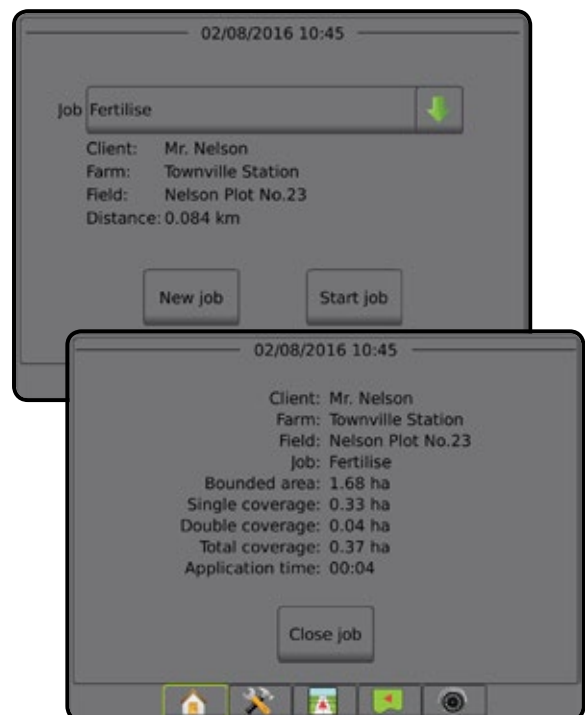 02/08/2016 10:45
Job Fertilise
Client: Mr. Nelson
Farm: Townville Station
Field: Nelson Plot No.23
Distance: 0.084 km
New job Start job
02/08/2016 10:45
Client: Mr. Nelson
Farm: Townville Station
Field: Nelson Plot No.23
Job: Fertilise
Bounded area: 1.68 ha
Single coverage: 0.33 ha
Double coverage: 0.04 ha
Total coverage: 0.37 ha
Application time: 00:04
Close job